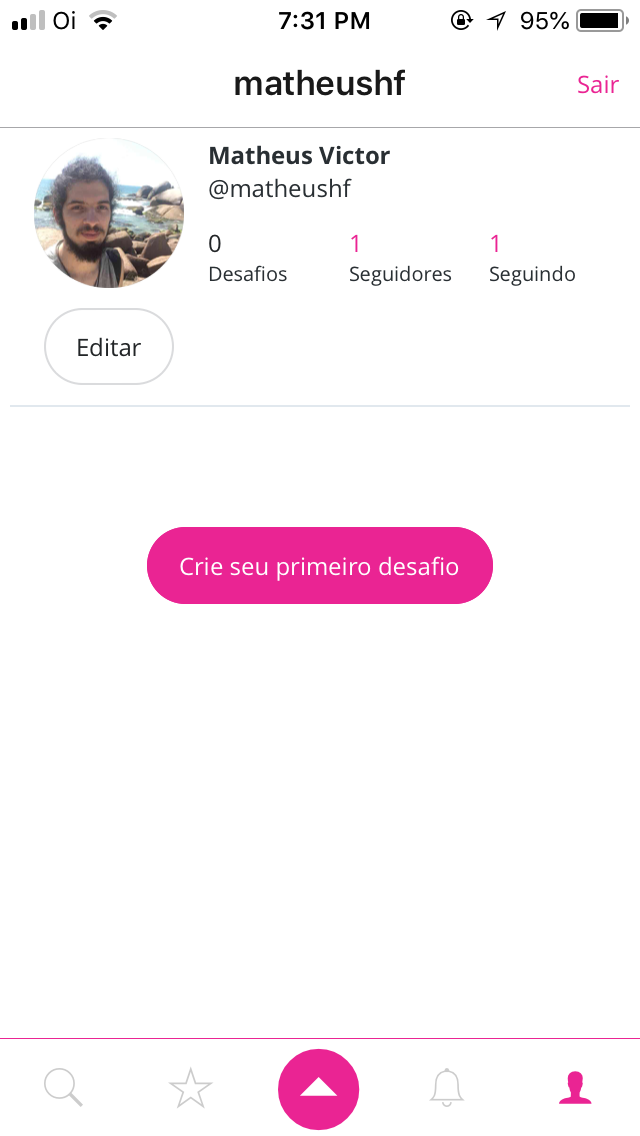 Oi 7:31 PM 95%
matheushf Sair
Matheus Victor
@matheushf
0 1 1
Desafios Seguidores Seguindo
Editar
Crie seu primeiro desafio